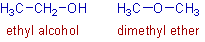 H₃C–CH₂–OH H₃C–O–CH₃
ethyl alcohol dimethyl ether